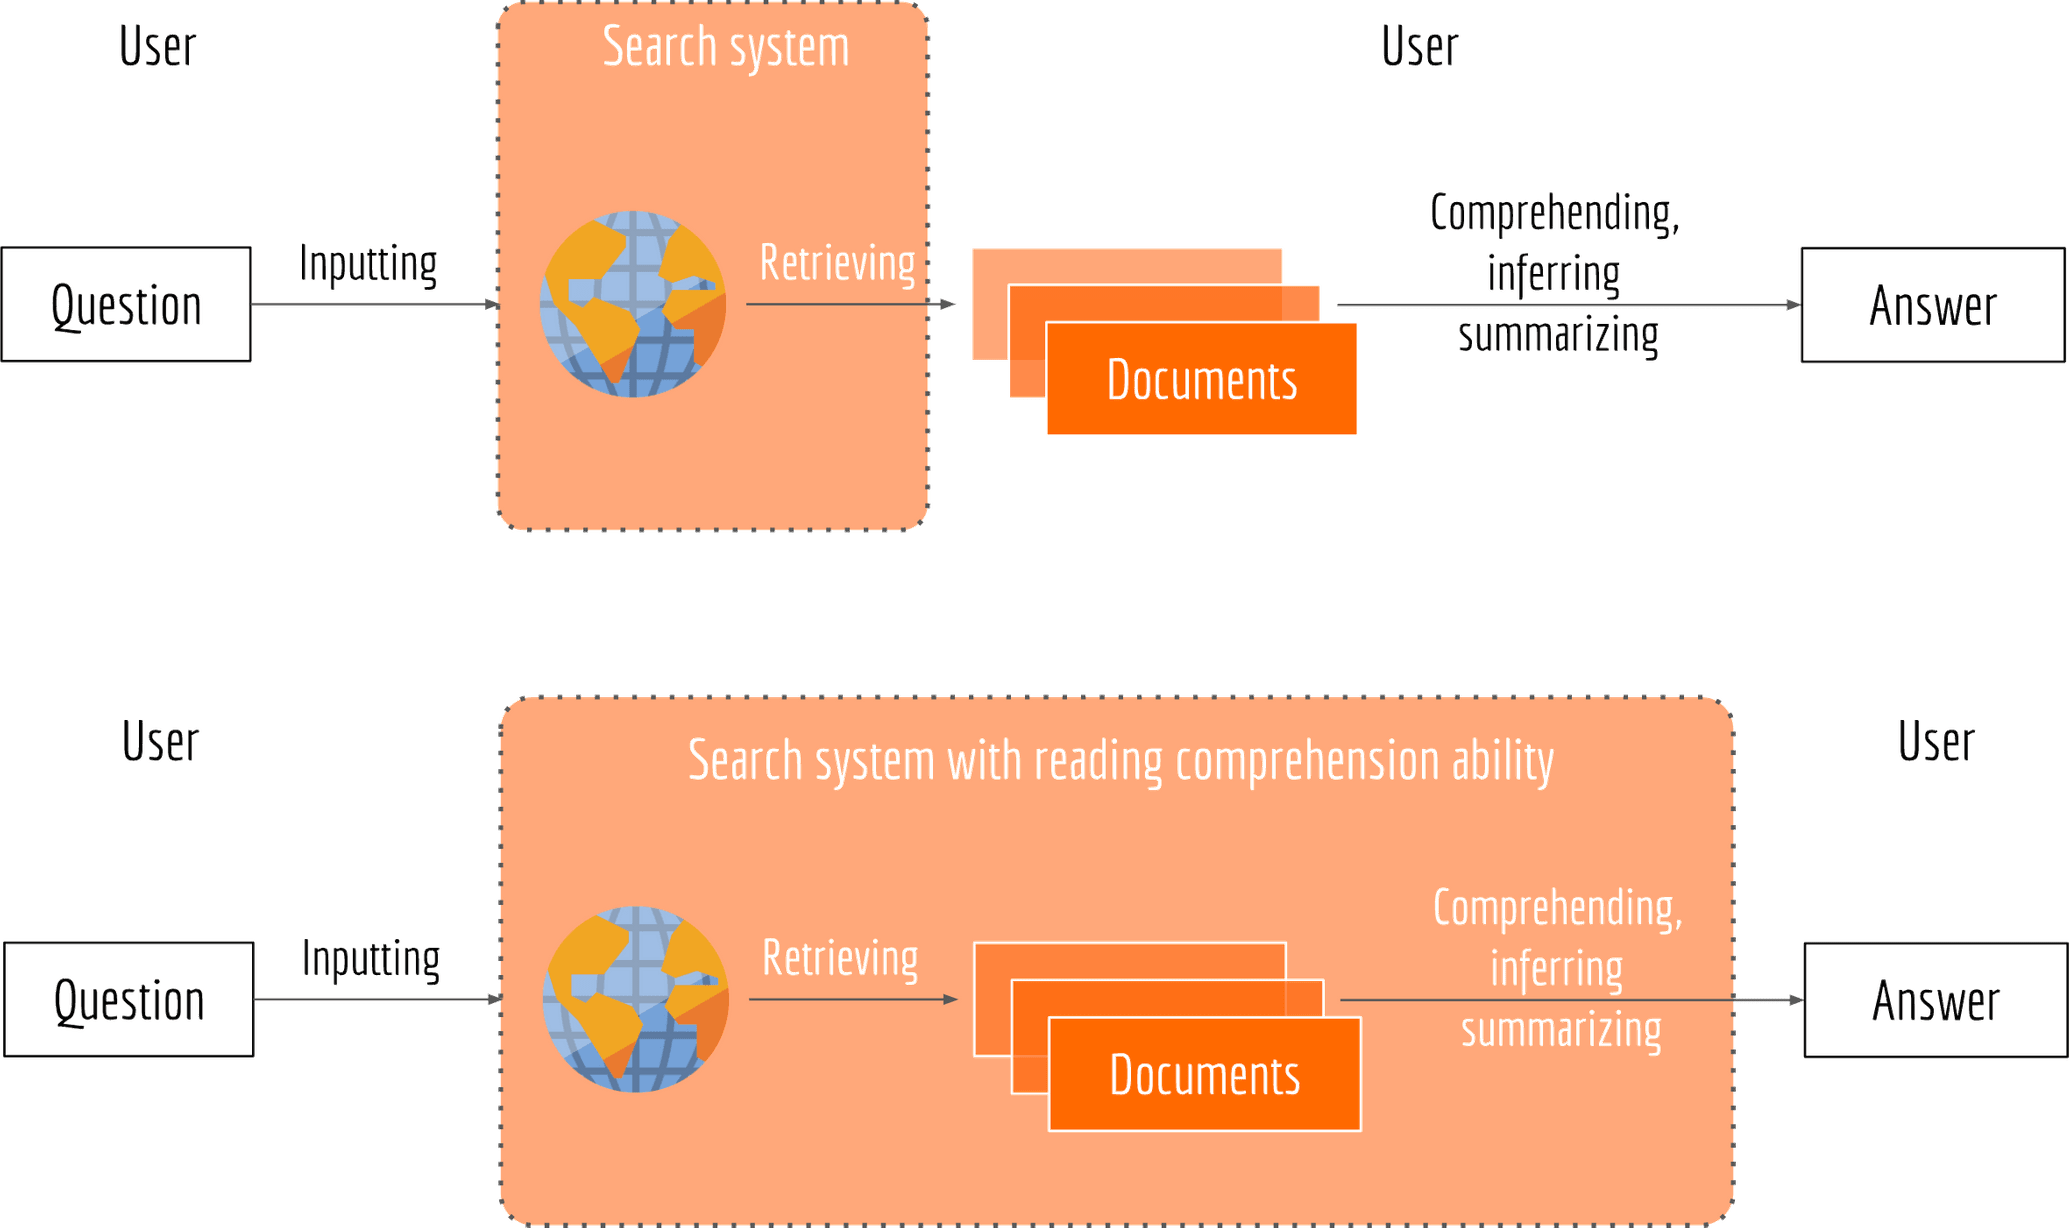 User
Search system
User
Question
Inputting
Retrieving
Documents
Comprehending,
inferring
summarizing
Answer
User
Search system with reading comprehension ability
User
Question
Inputting
Retrieving
Documents
Comprehending,
inferring
summarizing
Answer